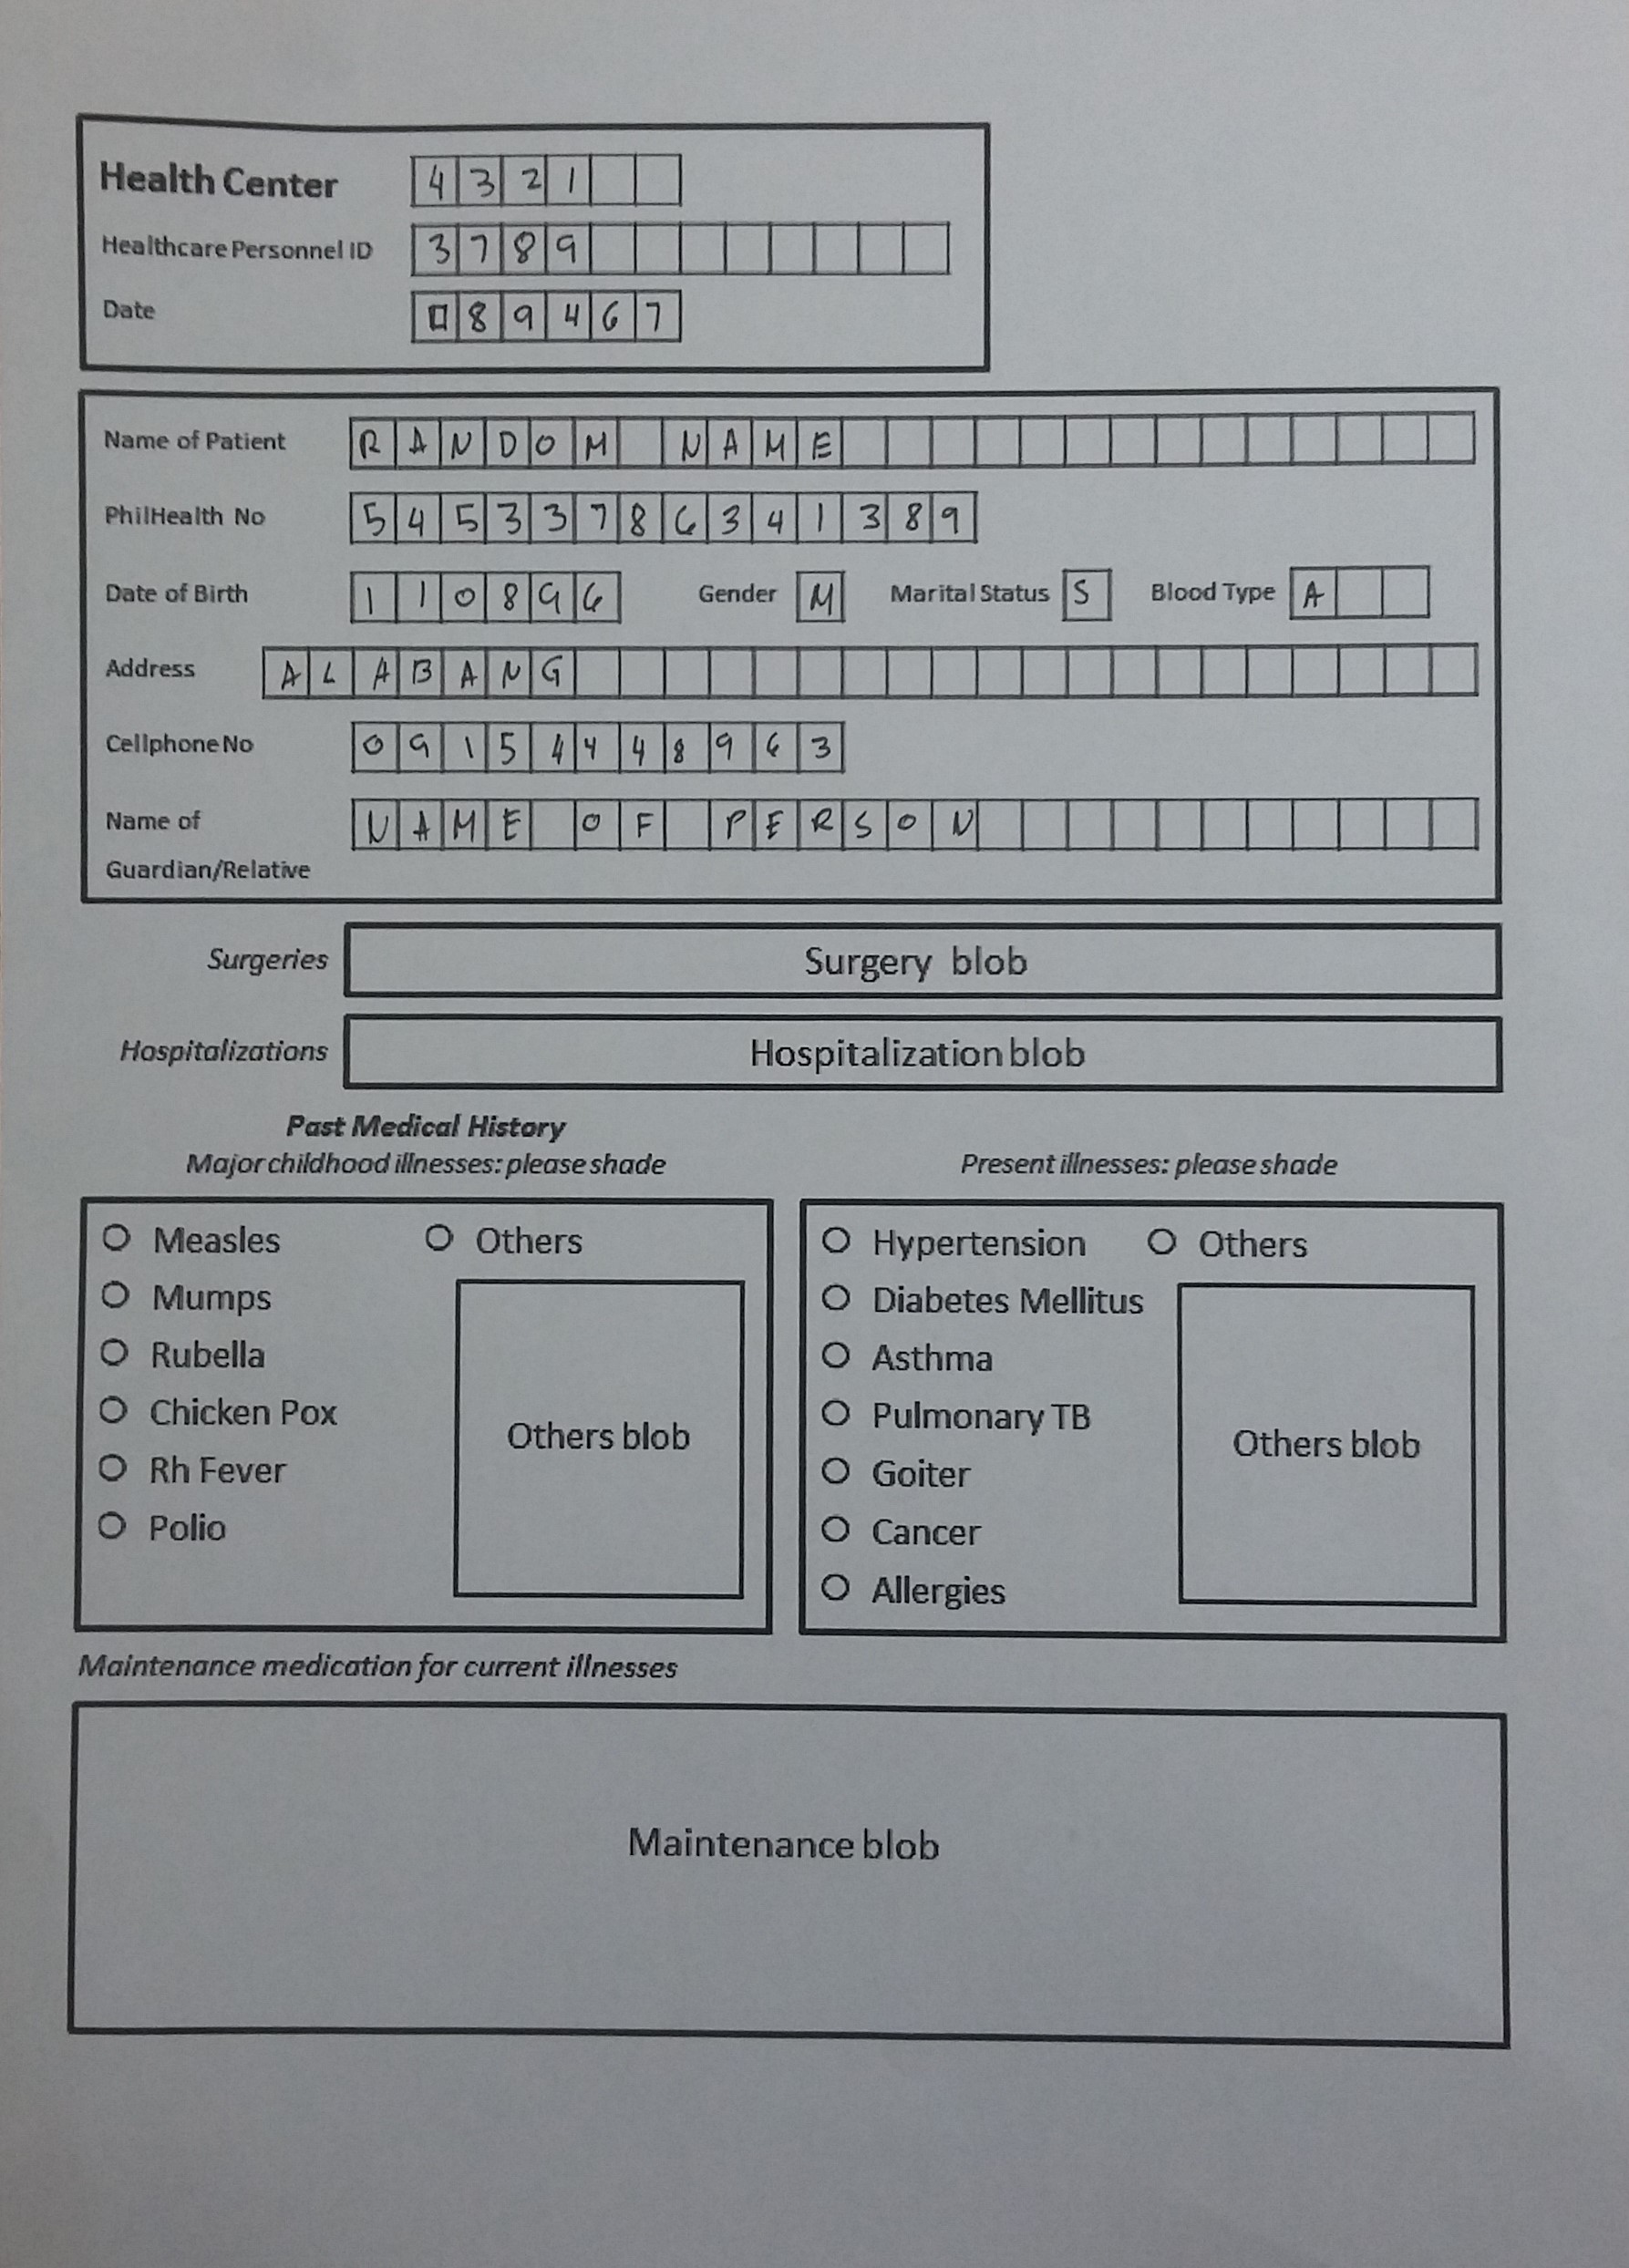 Health Center 4321
Healthcare Personnel ID 3789
Date 89467
Name of Patient RANDOM NAME
PhilHealth No 54533786341389
Date of Birth 110896 Gender M Marital Status S Blood Type A
Address ALABANG
Cellphone No 09154448963
Name of NAME OF PERSON
Guardian/Relative
Surgeries Surgery blob
Hospitalizations Hospitalization blob
Past Medical History
Major childhood illnesses: please shade
Measles Others
Mumps
Rubella
Chicken Pox
Rh Fever
Polio
Others blob
Present illnesses: please shade
Hypertension Others
Diabetes Mellitus
Asthma
Pulmonary TB
Goiter
Cancer
Allergies
Others blob
Maintenance medication for current illnesses
Maintenance blob